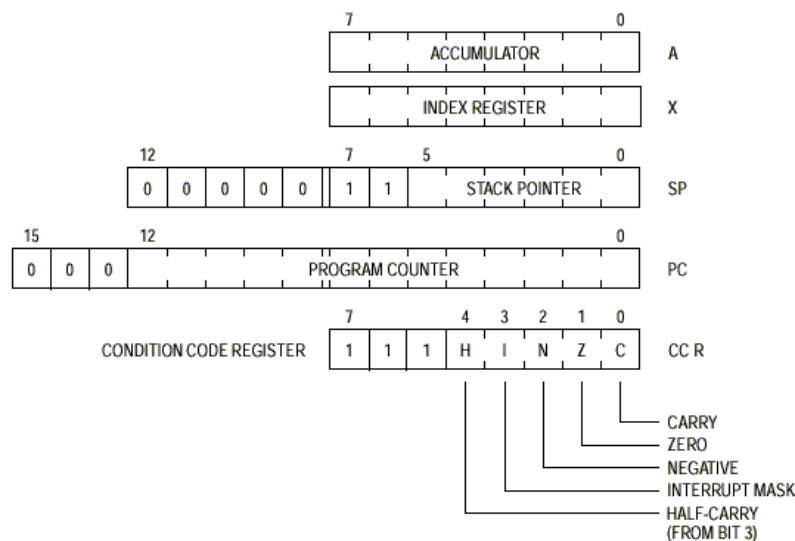 7 0
ACCUMULATOR A
INDEX REGISTER X
12 7 5 0
0 0 0 0 0 1 1 STACK POINTER SP
15 12 0
0 0 0 PROGRAM COUNTER PC
7 4 3 2 1 0
CONDITION CODE REGISTER 1 1 1 H I N Z C CC R
CARRY
ZERO
NEGATIVE
INTERRUPT MASK
HALF-CARRY
(FROM BIT 3)